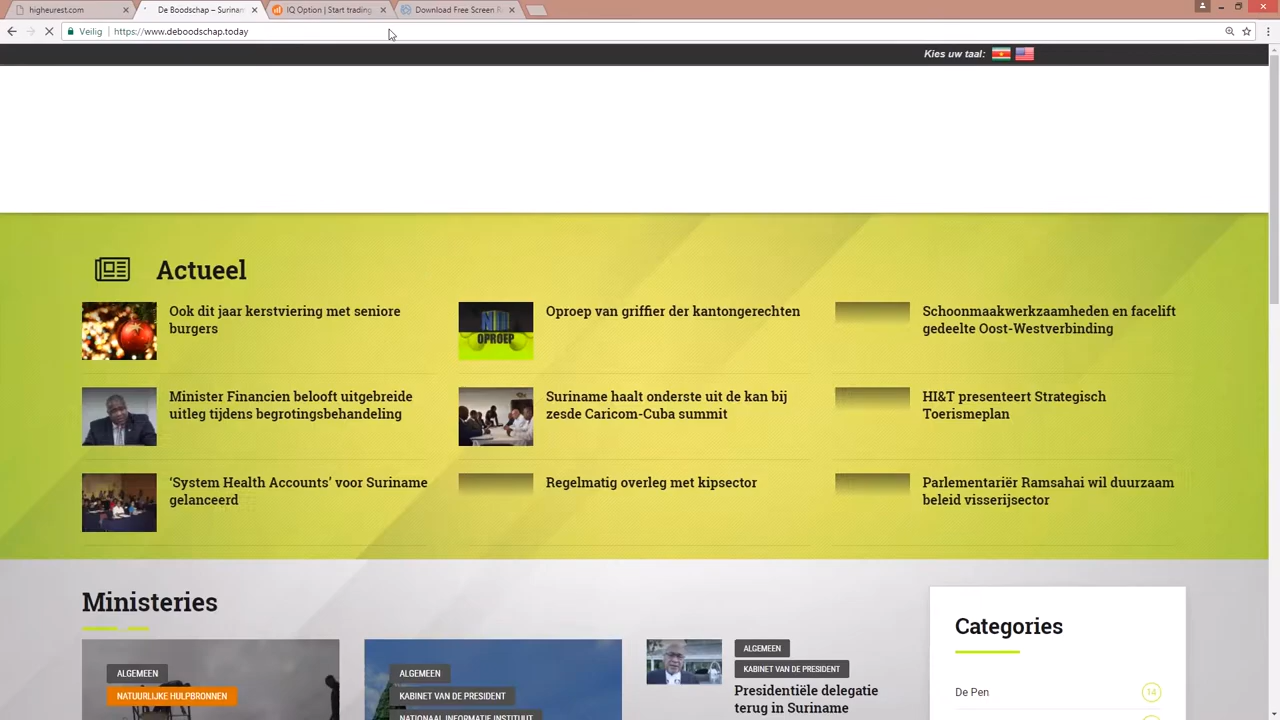 higheurest.com
De Boodschap – Surinam
IQ Option | Start trading
Download Free Screen R
Veilig
https://www.deboodschap.today
Kies uw taal:
Actueel
Ook dit jaar kerstviering met seniore
burgers
Oproep van griffier der kantongerechten
Schoonmaakwerkzaamheden en facelift
gedeelte Oost-Westverbinding
OPROEP
Minister Financien belooft uitgebreide
uitleg tijdens begrotingsbehandeling
Suriname haalt onderste uit de kan bij
zesde Caricom-Cuba summit
HI&T presenteert Strategisch
Toerismeplan
‘System Health Accounts’ voor Suriname
gelanceerd
Regelmatig overleg met kipsector
Parlementariër Ramsahai wil duurzaam
beleid visserijsector
Ministeries
Categories
ALGEMEEN
NATUURLIJKE HULPBRONNEN
ALGEMEEN
KABINET VAN DE PRESIDENT
NATIONAAL INFORMATIE INSTITUUT
ALGEMEEN
KABINET VAN DE PRESIDENT
Presidentiële delegatie
terug in Suriname
De Pen
14